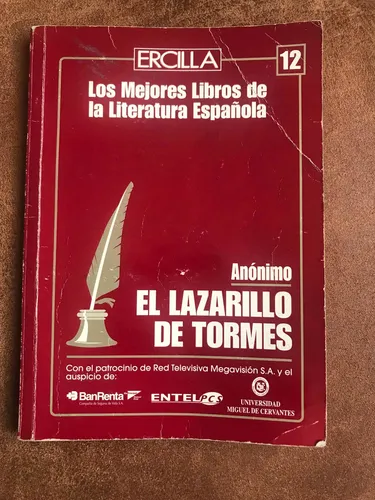 ERCILLA
12
Los Mejores Libros de
la Literatura Española
Anónimo
EL LAZARILLO
DE TORMES
Con el patrocinio de Red Televisiva Megavisión S.A. y el
auspicio de:
BanRenta
ENTEL PCS
UNIVERSIDAD
MIGUEL DE CERVANTES